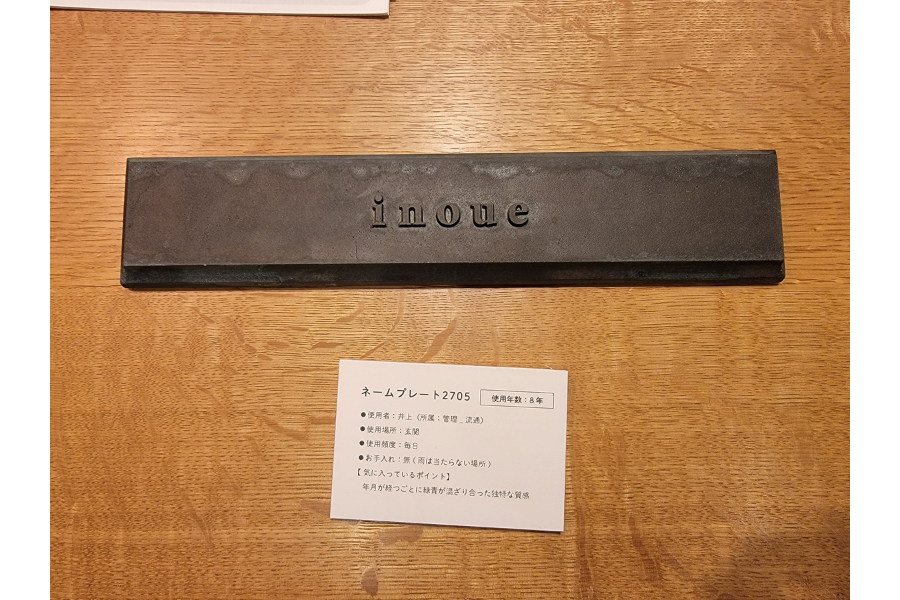 inoue
ネームプレート2705 使用年数：8年
●使用者：井上（所属：管理_流通）
●使用場所：玄関
●使用頻度：毎日
●お手入れ：無（雨は当たらない場所）
【気に入っているポイント】
年月が経つごとに緑青が混ざり合った独特な質感